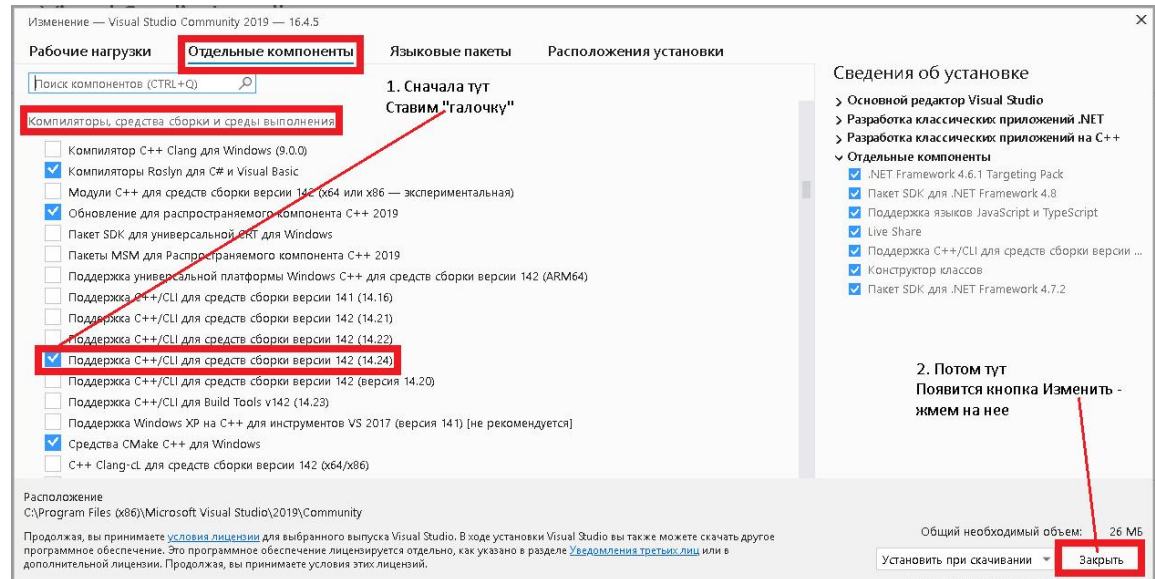 Изменение — Visual Studio Community 2019 — 16.4.5
Рабочие нагрузки Отдельные компоненты Языковые пакеты Расположения установки
Поиск компонентов (CTRL+Q)
1. Сначала тут
Ставим "галочку"
Компиляторы, средства сборки и среды выполнения
Компилятор C++ Clang для Windows (9.0.0)
Компиляторы Roslyn для C# и Visual Basic
Модули C++ для средств сборки версии 142 (x64 или x86 — экспериментальная)
Обновление для распространяемого компонента C++ 2019
Пакет SDK для универсальной CRT для Windows
Пакеты MSM для Распространяемого компонента C++ 2019
Поддержка универсальной платформы Windows C++ для средств сборки версии 142 (ARM64)
Поддержка C++/CLI для средств сборки версии 141 (14.16)
Поддержка C++/CLI для средств сборки версии 142 (14.21)
Поддержка C++/CLI для средств сборки версии 142 (14.22)
Поддержка C++/CLI для средств сборки версии 142 (14.24)
Поддержка C++/CLI для средств сборки версии 142 (версия 14.20)
Поддержка C++/CLI для Build Tools v142 (14.23)
Поддержка Windows XP на C++ для инструментов VS 2017 (версия 141) [не рекомендуется]
Средства CMake C++ для Windows
C++ Clang-cL для средств сборки версии 142 (x64/x86)
Сведения об установке
Основной редактор Visual Studio
Разработка классических приложений .NET
Разработка классических приложений на C++
Отдельные компоненты
.NET Framework 4.6.1 Targeting Pack
Пакет SDK для .NET Framework 4.8
Поддержка языков JavaScript и TypeScript
Live Share
Поддержка C++/CLI для средств сборки версии ...
Конструктор классов
Пакет SDK для .NET Framework 4.7.2
2. Потом тут
Появится кнопка Изменить -
жмем на нее
Расположение
C:\Program Files (x86)\Microsoft Visual Studio\2019\Community
Продолжая, вы принимаете условия лицензии для выбранного выпуска Visual Studio. В ходе установки Visual Studio вы также можете скачать другое
программное обеспечение. Это программное обеспечение лицензируется отдельно, как указано в разделе Уведомления третьих лиц или в
дополнительной лицензии. Продолжая, вы принимаете условия этих лицензий.
Общий необходимый объем: 26 МБ
Установить при скачивании Закрыть